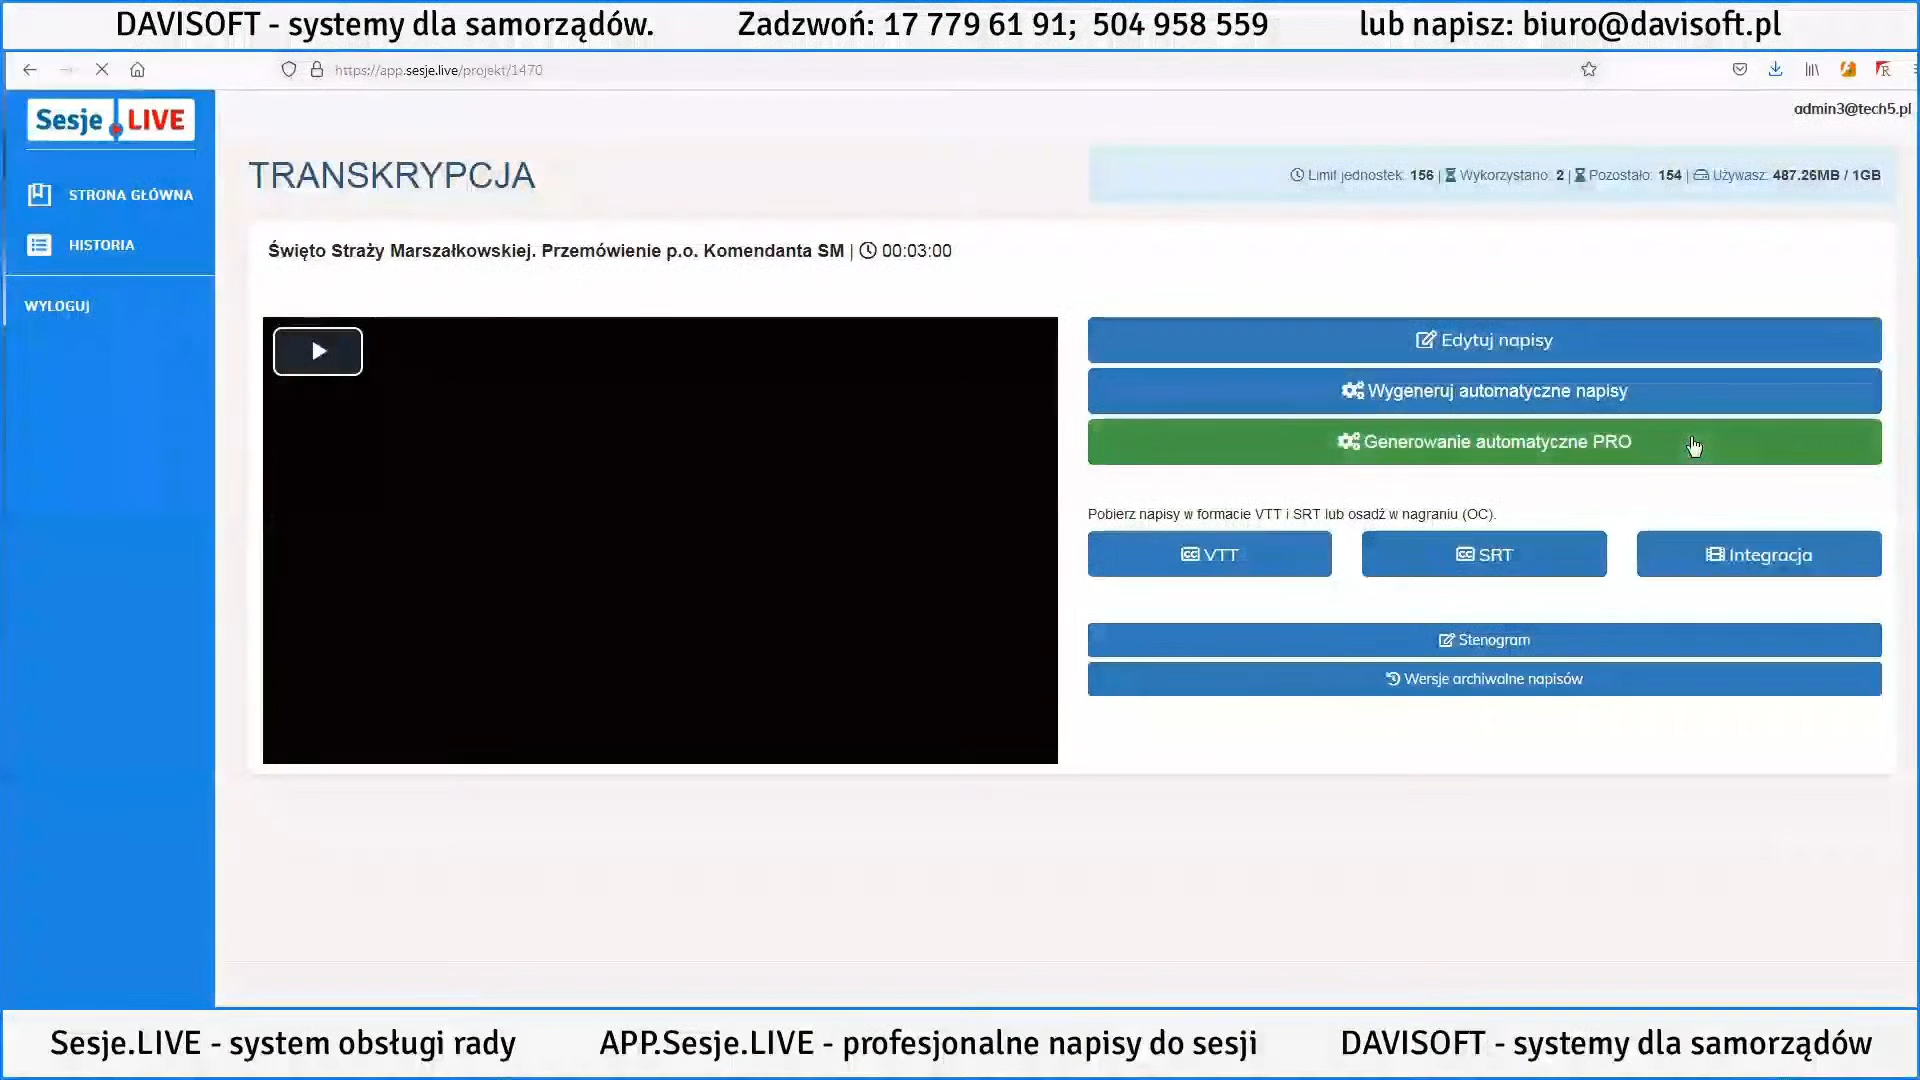 DAVISOFT - systemy dla samorządów. Zadzwoń: 17 779 61 91; 504 958 559 lub napisz: biuro@davisoft.pl
https://app.sesje.live/projekt/1470
admin3@tech5.pl
Sesje LIVE
STRONA GŁÓWNA
HISTORIA
WYLOGUJ
TRANSKRYPCJA
Limit jednostek: 156 | Wykorzystano: 2 | Pozostało: 154 | Używasz: 487.26MB / 1GB
Święto Straży Marszałkowskiej. Przemówienie p.o. Komendanta SM | 00:03:00
Edytuj napisy
Wygeneruj automatyczne napisy
Generowanie automatyczne PRO
Pobierz napisy w formacie VTT i SRT lub osadź w nagraniu (OC).
VTT
SRT
Integracja
Stenogram
Wersje archiwalne napisów
Sesje.LIVE - system obsługi rady APP.Sesje.LIVE - profesjonalne napisy do sesji DAVISOFT - systemy dla samorządów